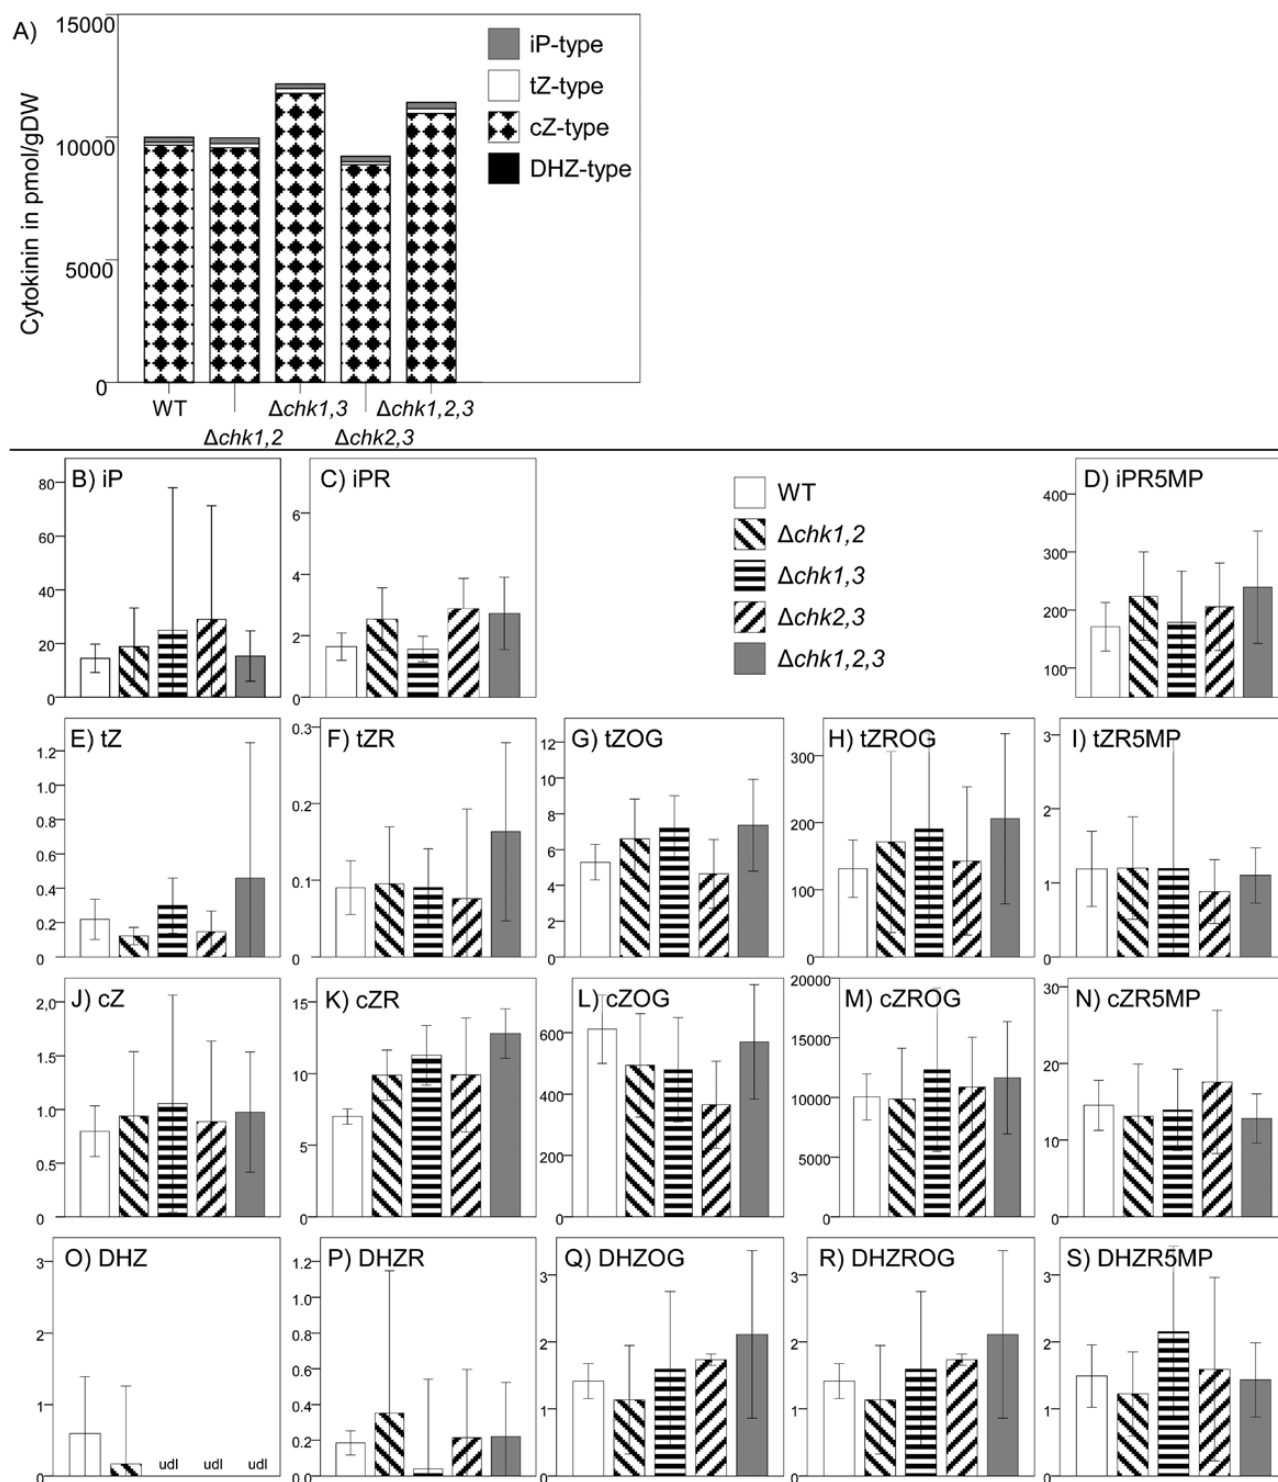 A)
Cytokinin in pmol/gDW
15000
10000
5000
0
iP-type
tZ-type
cZ-type
DHZ-type
WT
Δchk1,2
Δchk1,3
Δchk2,3
Δchk1,2,3
B) iP
80
60
40
20
0
C) iPR
6
4
2
0
WT
Δchk1,2
Δchk1,3
Δchk2,3
Δchk1,2,3
D) iPR5MP
400
300
200
100
E) tZ
1.2
1.0
0.8
0.6
0.4
0.2
0
F) tZR
0.3
0.2
0.1
0
G) tZOG
12
10
8
6
4
2
0
H) tZROG
300
200
100
0
I) tZR5MP
3
2
1
0
J) cZ
2,0
1.5
1.0
0.5
0
K) cZR
15
10
5
0
L) cZOG
600
400
200
0
M) cZROG
20000
15000
10000
5000
0
N) cZR5MP
30
20
10
0
O) DHZ
3
2
1
0
udl udl udl
P) DHZR
1.2
1.0
0.8
0.6
0.4
0.2
0.0
Q) DHZOG
3
2
1
0
R) DHZROG
3
2
1
0
S) DHZR5MP
3
2
1
0